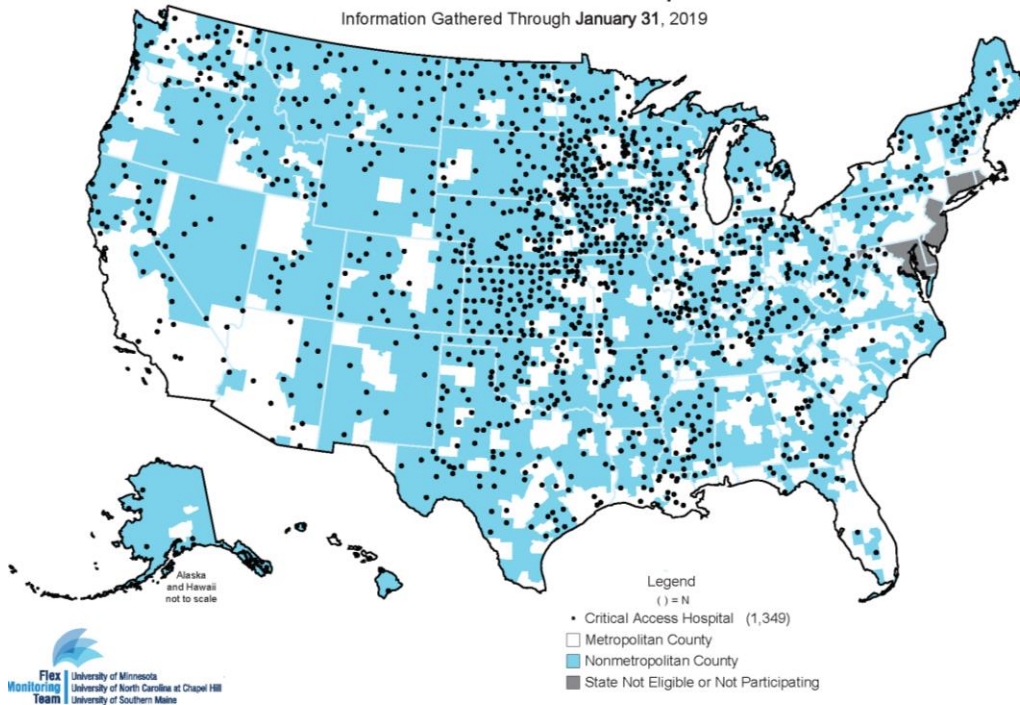 Information Gathered Through January 31, 2019
Alaska
and Hawaii
not to scale
Legend
( ) = N
Critical Access Hospital (1,349)
Metropolitan County
Nonmetropolitan County
State Not Eligible or Not Participating
Flex
Monitoring
Team
University of Minnesota
University of North Carolina at Chapel Hill
University of Southern Maine